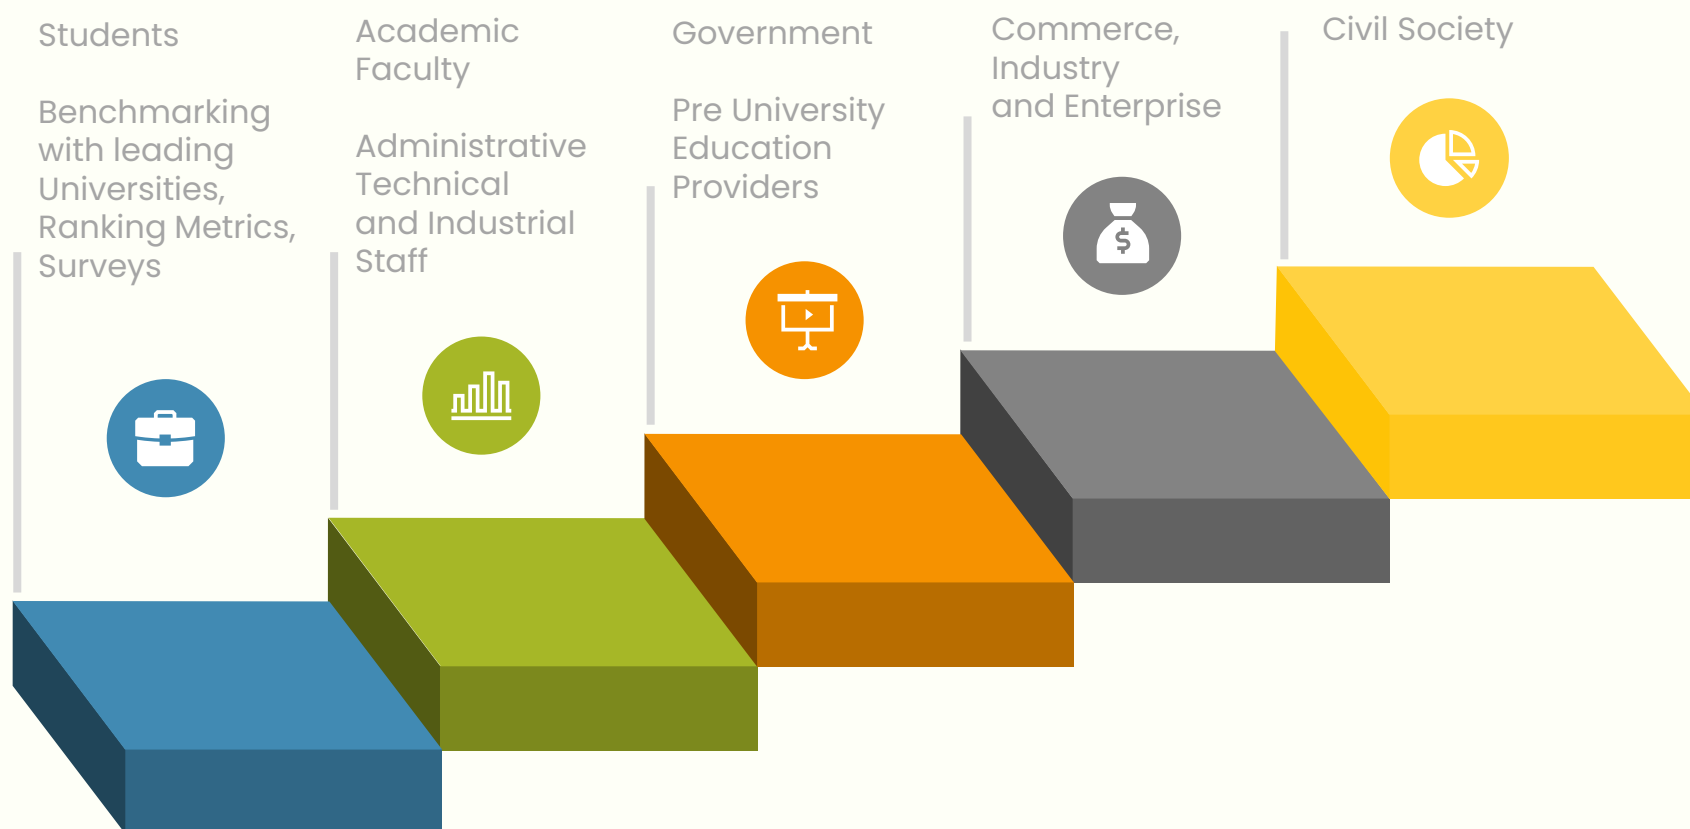 Students
Benchmarking
with leading
Universities,
Ranking Metrics,
Surveys
Academic
Faculty
Administrative
Technical
and Industrial
Staff
Government
Pre University
Education
Providers
Commerce,
Industry
and Enterprise
$
Civil Society